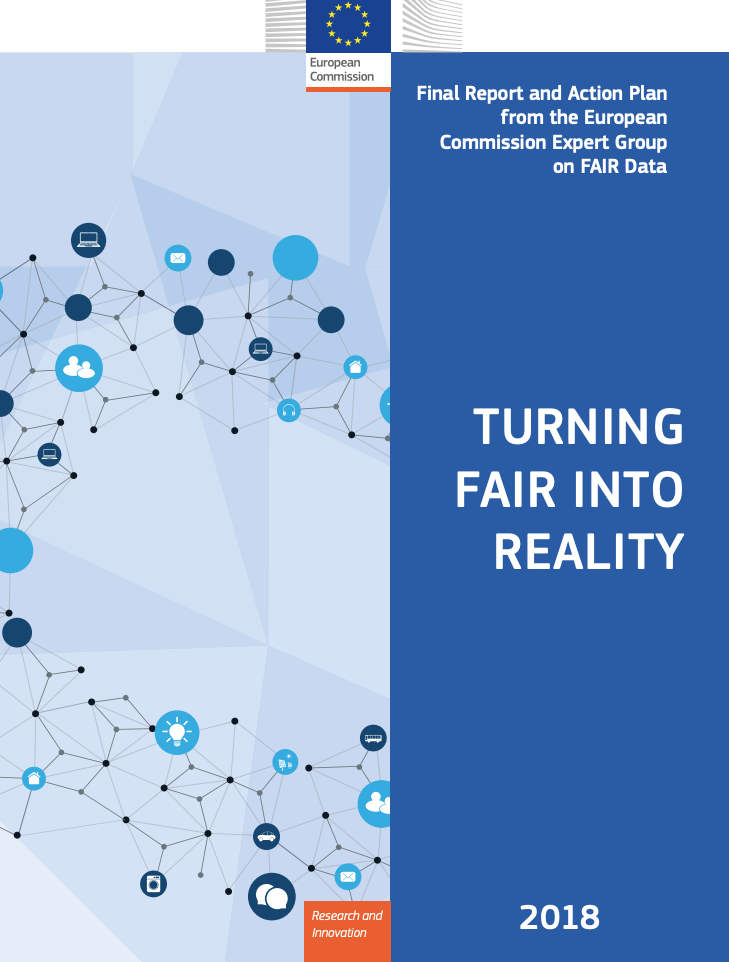 European
Commission
Final Report and Action Plan
from the European
Commission Expert Group
on FAIR Data
TURNING
FAIR INTO
REALITY
Research and
Innovation
2018